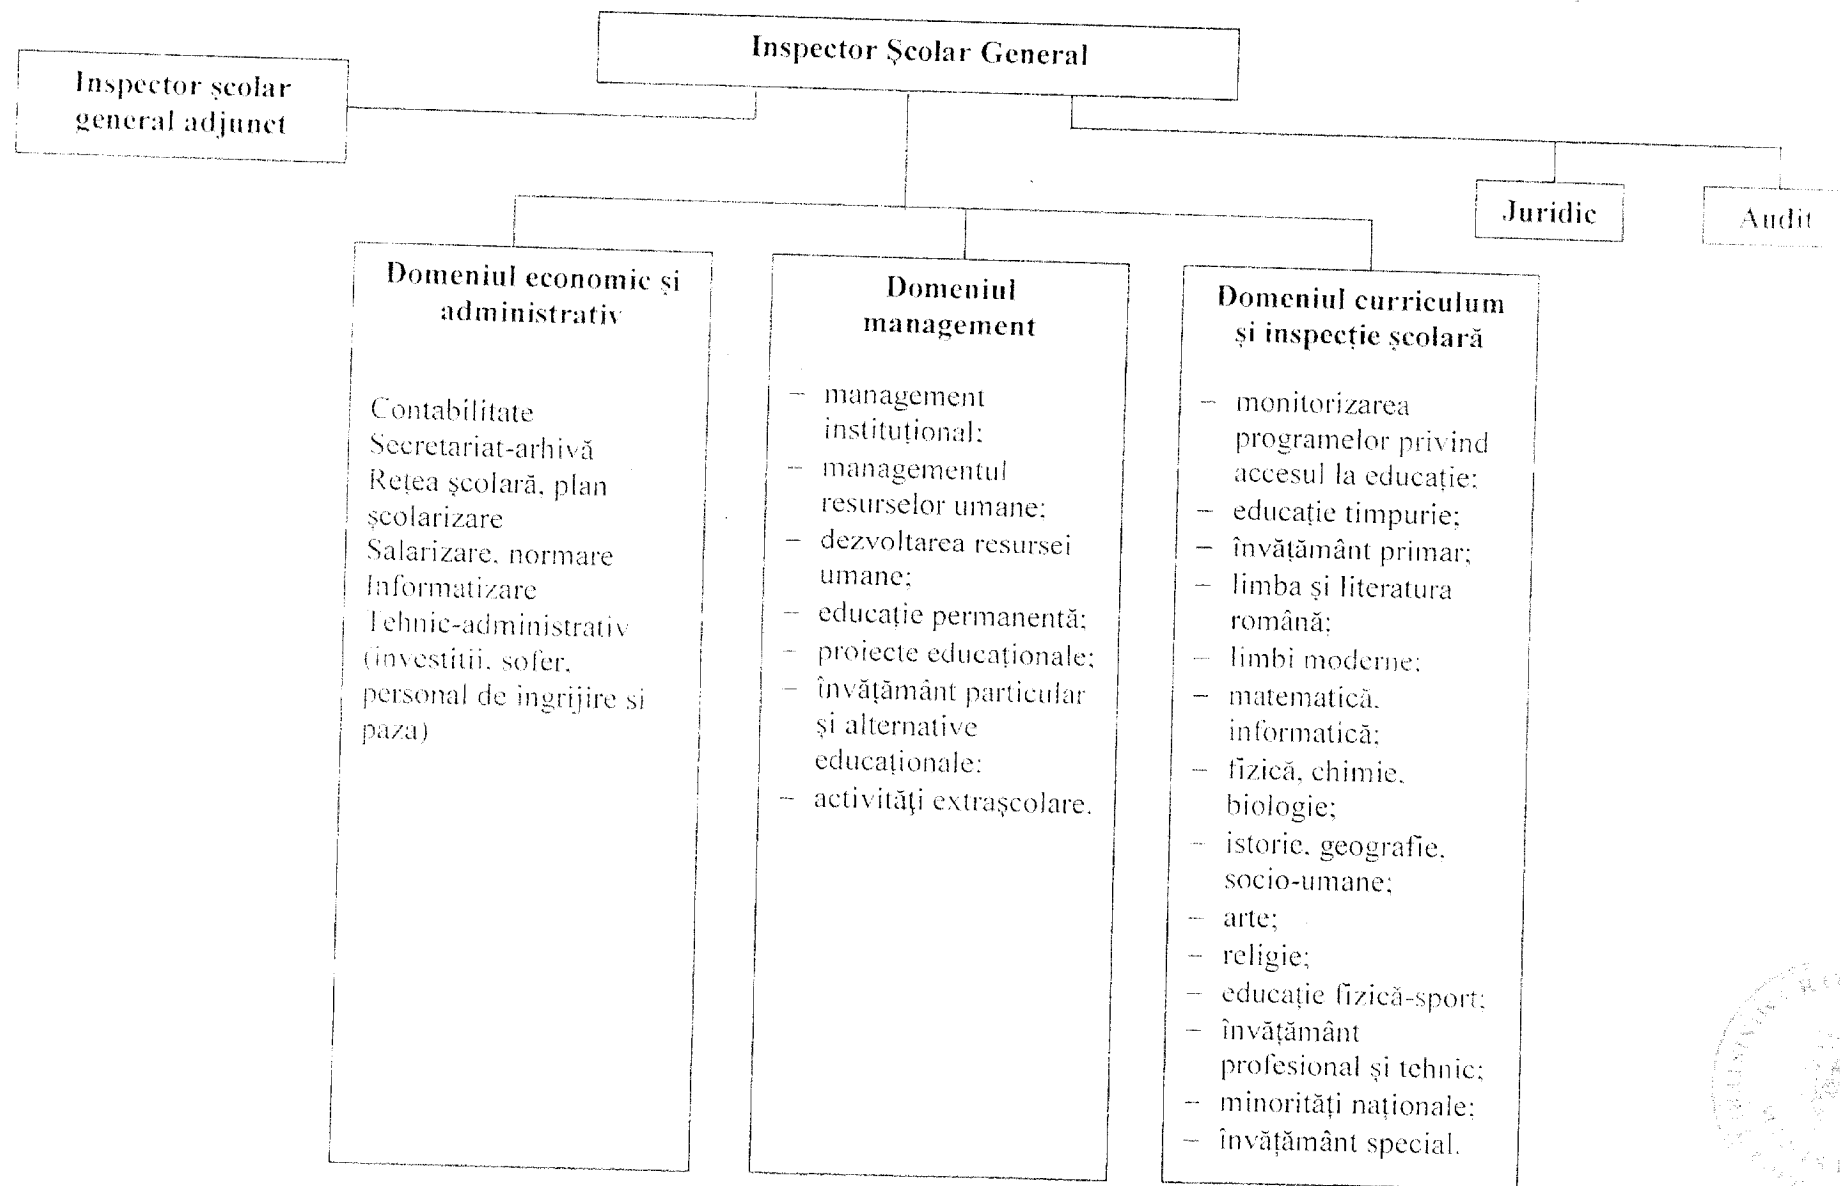 Inspector Școlar General
Inspector școlar
general adjunct
Juridic
Audit
Domeniul economic și
administrativ
Contabilitate
Secretariat-arhivă
Rețea școlară, plan
școlarizare
Salarizare, normare
Informatizare
Tehnic-administrativ
(investitii, sofer,
personal de ingrijire si
paza)
Domeniul
management
– management
instituțional;
– managementul
resurselor umane;
– dezvoltarea resursei
umane;
– educație permanentă;
– proiecte educaționale;
– învățământ particular
și alternative
educaționale;
– activități extrașcolare.
Domeniul curriculum
și inspecție școlară
– monitorizarea
programelor privind
accesul la educație;
– educație timpurie;
– învățământ primar;
– limba și literatura
română;
– limbi moderne;
– matematică,
informatică;
– fizică, chimie,
biologie;
– istorie, geografie,
socio-umane;
– arte;
– religie;
– educație fizică-sport;
– învățământ
profesional și tehnic;
– minorități naționale;
– învățământ special.